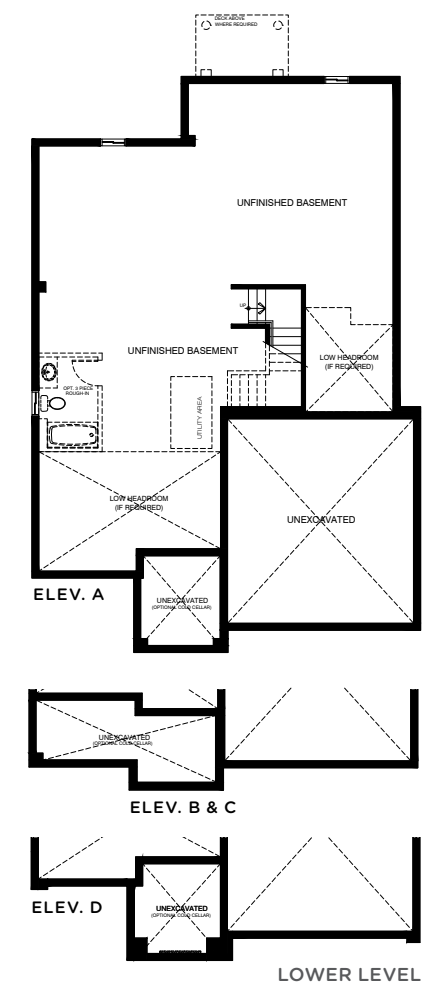 DECK ABOVE
WHERE REQUIRED
UNFINISHED BASEMENT
UP
UNFINISHED BASEMENT
LOW HEADROOM
(IF REQUIRED)
OPT. 3 PIECE
ROUGH-IN
UTILITY AREA
LOW HEADROOM
(IF REQUIRED)
UNEXCAVATED
ELEV. A
UNEXCAVATED
(OPTIONAL COLD CELLAR)
UNEXCAVATED
(OPTIONAL COLD CELLAR)
ELEV. B & C
ELEV. D
UNEXCAVATED
(OPTIONAL COLD CELLAR)
LOWER LEVEL